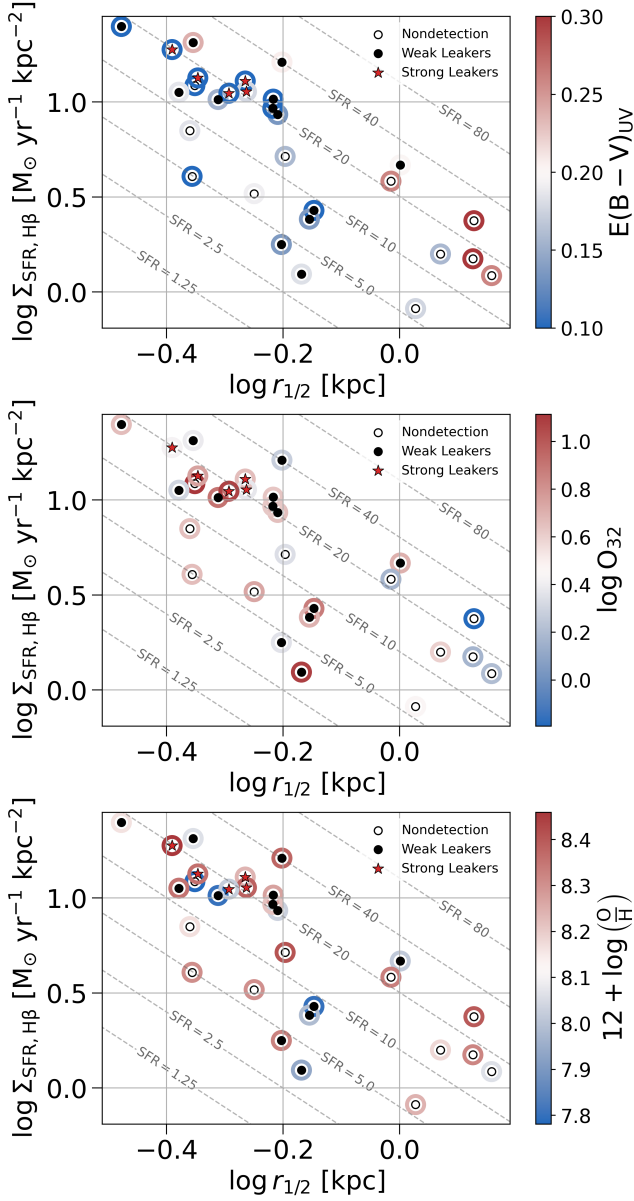 Nondetection
Weak Leakers
Strong Leakers
SFR = 80
SFR = 40
SFR = 20
SFR = 10
SFR = 5.0
SFR = 2.5
SFR = 1.25
1.0
0.5
0.0
log Σ_SFR, Hβ [M⊙ yr⁻¹ kpc⁻²]
−0.4 −0.2 0.0
log r_1/2 [kpc]
0.30
0.25
0.20
0.15
0.10
E(B − V)_UV
Nondetection
Weak Leakers
Strong Leakers
SFR = 80
SFR = 40
SFR = 20
SFR = 10
SFR = 5.0
SFR = 2.5
SFR = 1.25
1.0
0.5
0.0
log Σ_SFR, Hβ [M⊙ yr⁻¹ kpc⁻²]
−0.4 −0.2 0.0
log r_1/2 [kpc]
1.0
0.8
0.6
0.4
0.2
0.0
log O₃₂
Nondetection
Weak Leakers
Strong Leakers
SFR = 80
SFR = 40
SFR = 20
SFR = 10
SFR = 5.0
SFR = 2.5
SFR = 1.25
1.0
0.5
0.0
log Σ_SFR, Hβ [M⊙ yr⁻¹ kpc⁻²]
−0.4 −0.2 0.0
log r_1/2 [kpc]
8.4
8.3
8.2
8.1
8.0
7.9
7.8
12 + log (O/H)